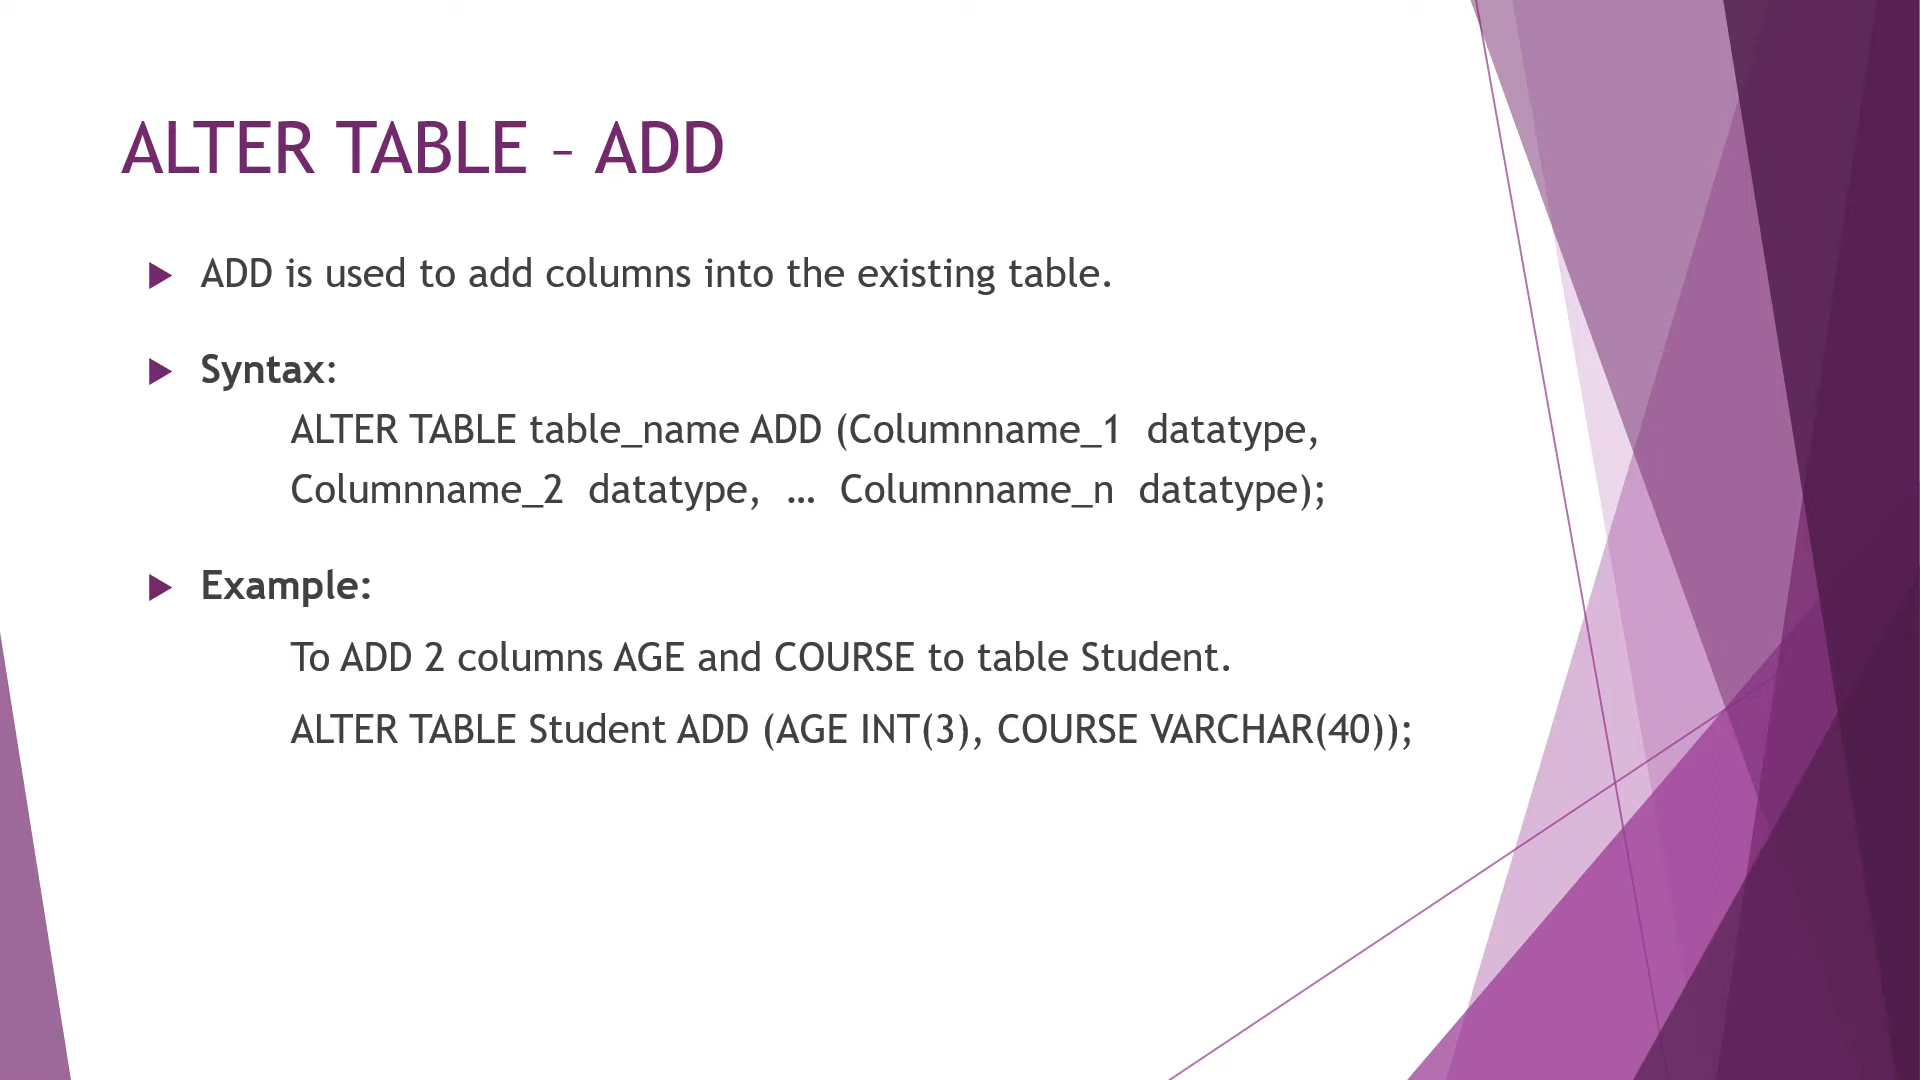 ALTER TABLE – ADD
ADD is used to add columns into the existing table.
Syntax:
ALTER TABLE table_name ADD (Columnname_1 datatype,
Columnname_2 datatype, … Columnname_n datatype);
Example:
To ADD 2 columns AGE and COURSE to table Student.
ALTER TABLE Student ADD (AGE INT(3), COURSE VARCHAR(40));